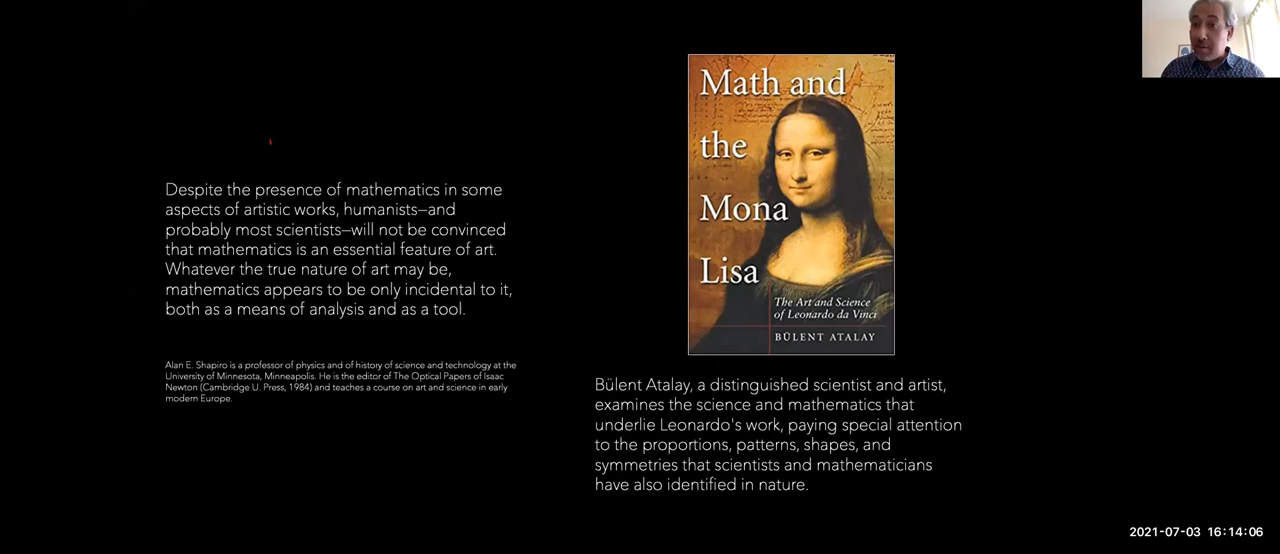 Despite the presence of mathematics in some
aspects of artistic works, humanists—and
probably most scientists—will not be convinced
that mathematics is an essential feature of art.
Whatever the true nature of art may be,
mathematics appears to be only incidental to it,
both as a means of analysis and as a tool.
Alan E. Shapiro is a professor of physics and of history of science and technology at the
University of Minnesota, Minneapolis. He is the editor of The Optical Papers of Isaac
Newton (Cambridge U. Press, 1984) and teaches a course on art and science in early
modern Europe.
Math and
the
Mona
Lisa
The Art and Science
of Leonardo da Vinci
BÜLENT ATALAY
Bülent Atalay, a distinguished scientist and artist,
examines the science and mathematics that
underlie Leonardo's work, paying special attention
to the proportions, patterns, shapes, and
symmetries that scientists and mathematicians
have also identified in nature.
2021-07-03 16:14:06